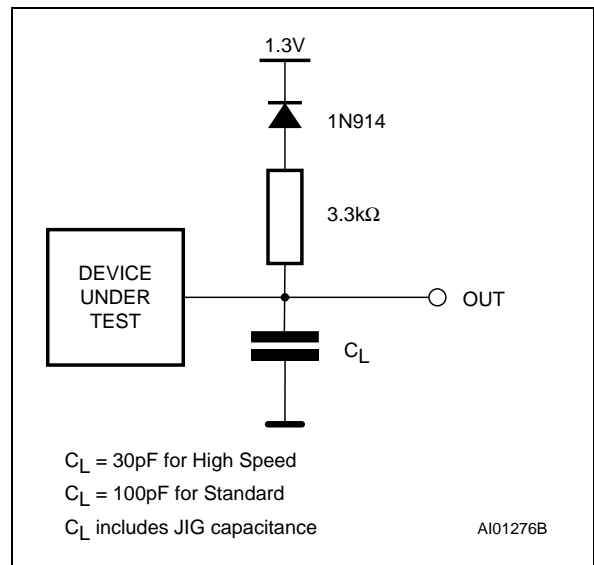 1.3V
1N914
3.3kΩ
DEVICE
UNDER
TEST
OUT
CL
CL = 30pF for High Speed
CL = 100pF for Standard
CL includes JIG capacitance
AI01276B